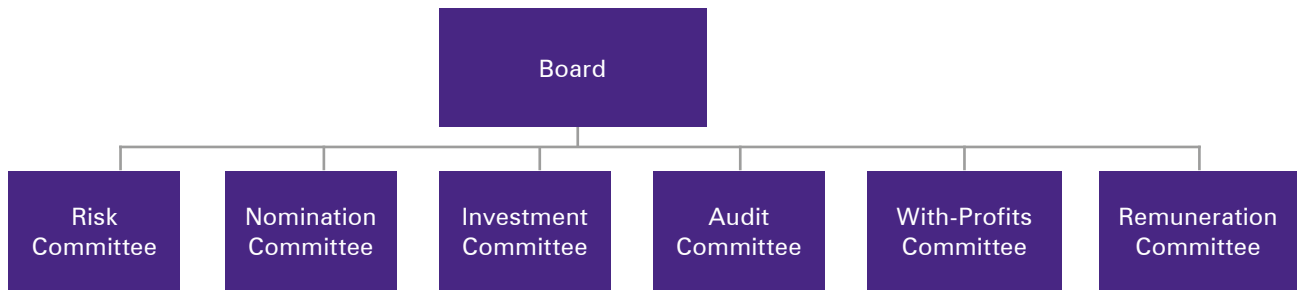 Board
Risk
Committee
Nomination
Committee
Investment
Committee
Audit
Committee
With-Profits
Committee
Remuneration
Committee